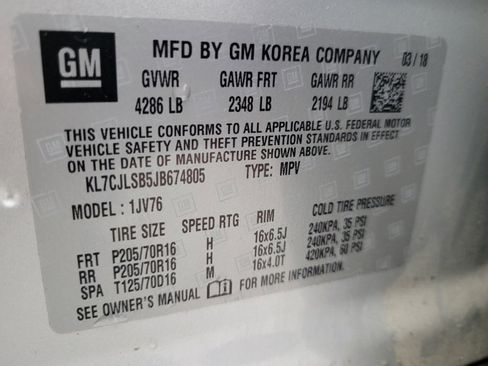 GM
MFD BY GM KOREA COMPANY 03 / 18
GVWR GAWR FRT GAWR RR
4286 LB 2348 LB 2194 LB
THIS VEHICLE CONFORMS TO ALL APPLICABLE U.S. FEDERAL MOTOR
VEHICLE SAFETY AND THEFT PREVENTION STANDARDS IN EFFECT
ON THE DATE OF MANUFACTURE SHOWN ABOVE.
KL7CJLSB5JB674805 TYPE: MPV
MODEL : 1JV76
TIRE SIZE SPEED RTG RIM COLD TIRE PRESSURE
FRT P205/70R16 H 16x6.5J 240KPA, 35 PSI
RR P205/70R16 H 16x6.5J 240KPA, 35 PSI
SPA T125/70D16 M 16x4.0T 420KPA, 60 PSI
SEE OWNER'S MANUAL FOR MORE INFORMATION.